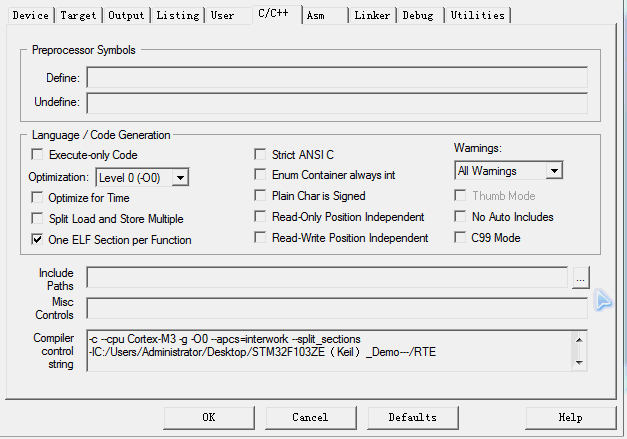 Device Target Output Listing User C/C++ Asm Linker Debug Utilities
Preprocessor Symbols
Define:
Undefine:
Language / Code Generation
Execute-only Code
Optimization: Level 0 (-O0)
Optimize for Time
Split Load and Store Multiple
One ELF Section per Function
Strict ANSI C
Enum Container always int
Plain Char is Signed
Read-Only Position Independent
Read-Write Position Independent
Warnings:
All Warnings
Thumb Mode
No Auto Includes
C99 Mode
Include
Paths
...
Misc
Controls
Compiler
control
string
-c --cpu Cortex-M3 -g -O0 --apcs=interwork --split_sections
-IC:/Users/Administrator/Desktop/STM32F103ZE（Keil）_Demo---/RTE
OK Cancel Defaults Help